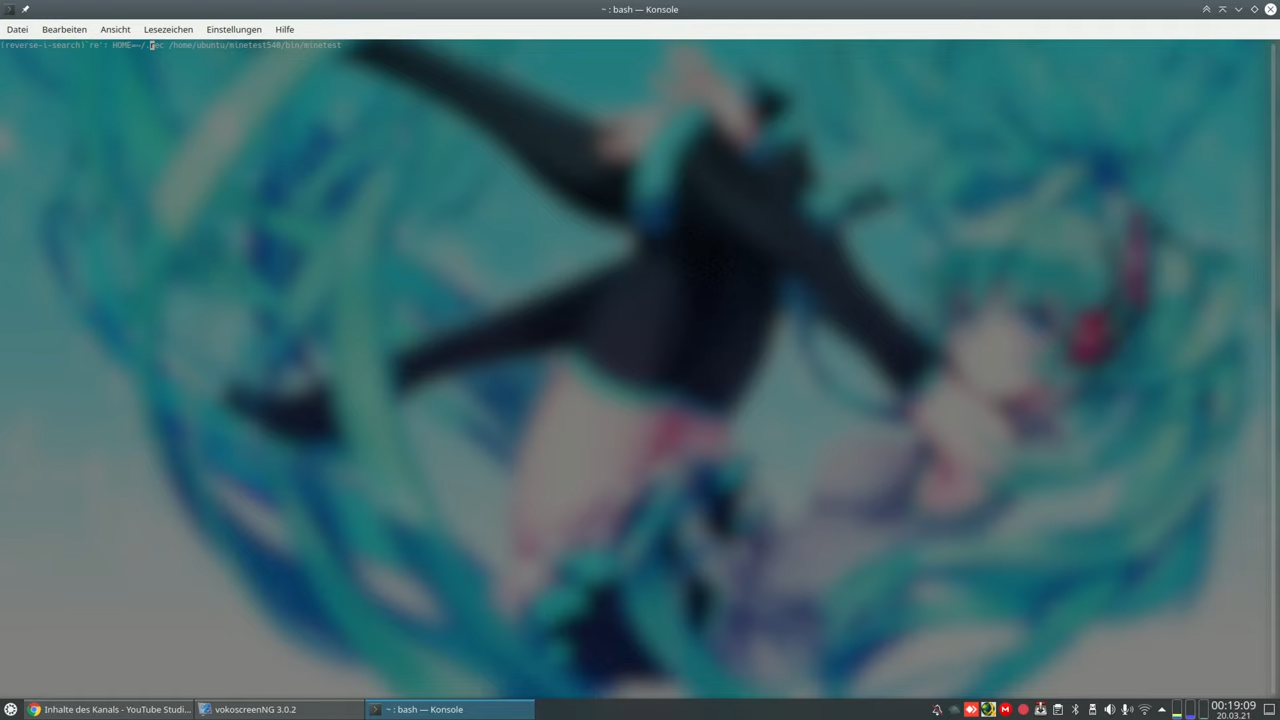 ~ : bash — Konsole
Datei Bearbeiten Ansicht Lesezeichen Einstellungen Hilfe
(reverse-i-search)`re': HOME=~/.rec /home/ubuntu/minetest540/bin/minetest
Inhalte des Kanals - YouTube Studi...
vokoscreenNG 3.0.2
~ : bash — Konsole
00:19:09
20.03.21